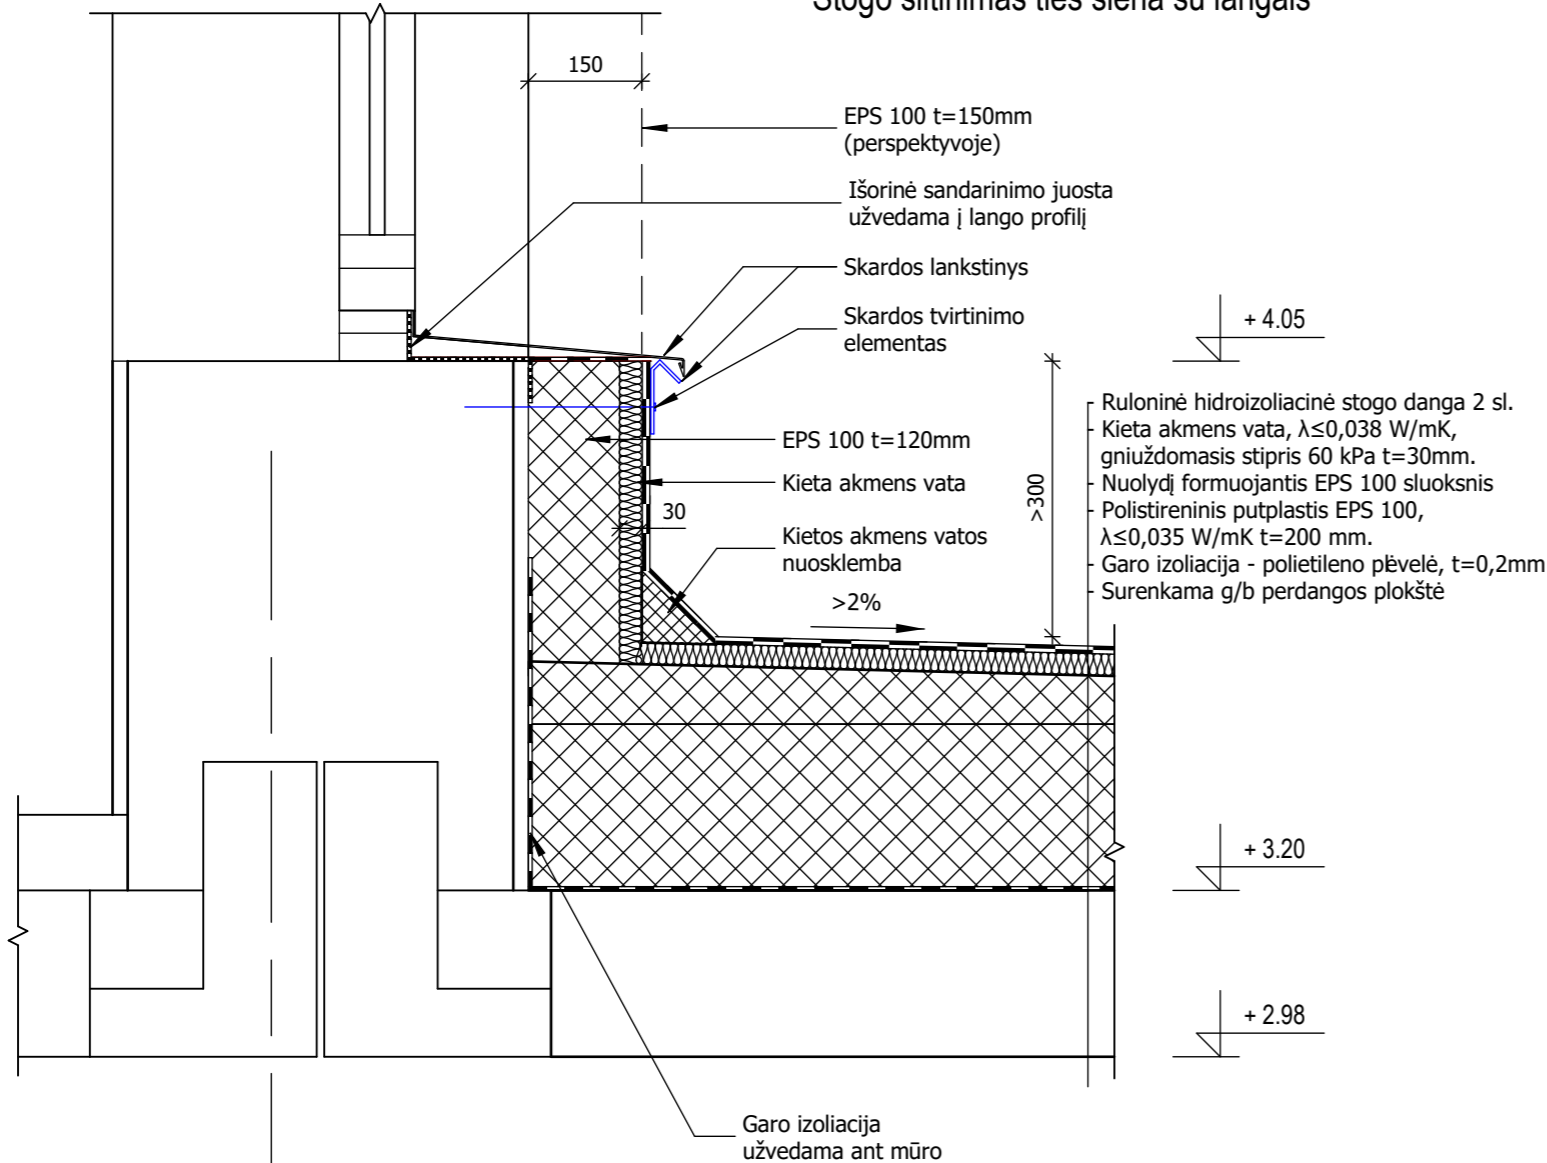 Stogo šiltinimas ties siena su langais
150
EPS 100 t=150mm
(perspektyvoje)
Išorinė sandarinimo juosta
užvedama į lango profilį
Skardos lankstinys
Skardos tvirtinimo
elementas
+ 4.05
EPS 100 t=120mm
Kieta akmens vata
30
Kietos akmens vatos
nuosklemba
>2%
>300
Ruloninė hidroizoliacinė stogo danga 2 sl.
Kieta akmens vata, λ≤0,038 W/mK,
gniuždomasis stipris 60 kPa t=30mm.
Nuolydį formuojantis EPS 100 sluoksnis
Polistireninis putplastis EPS 100,
λ≤0,035 W/mK t=200 mm.
Garo izoliacija - polietileno plėvelė, t=0,2mm
Surenkama g/b perdangos plokštė
+ 3.20
+ 2.98
Garo izoliacija
užvedama ant mūro